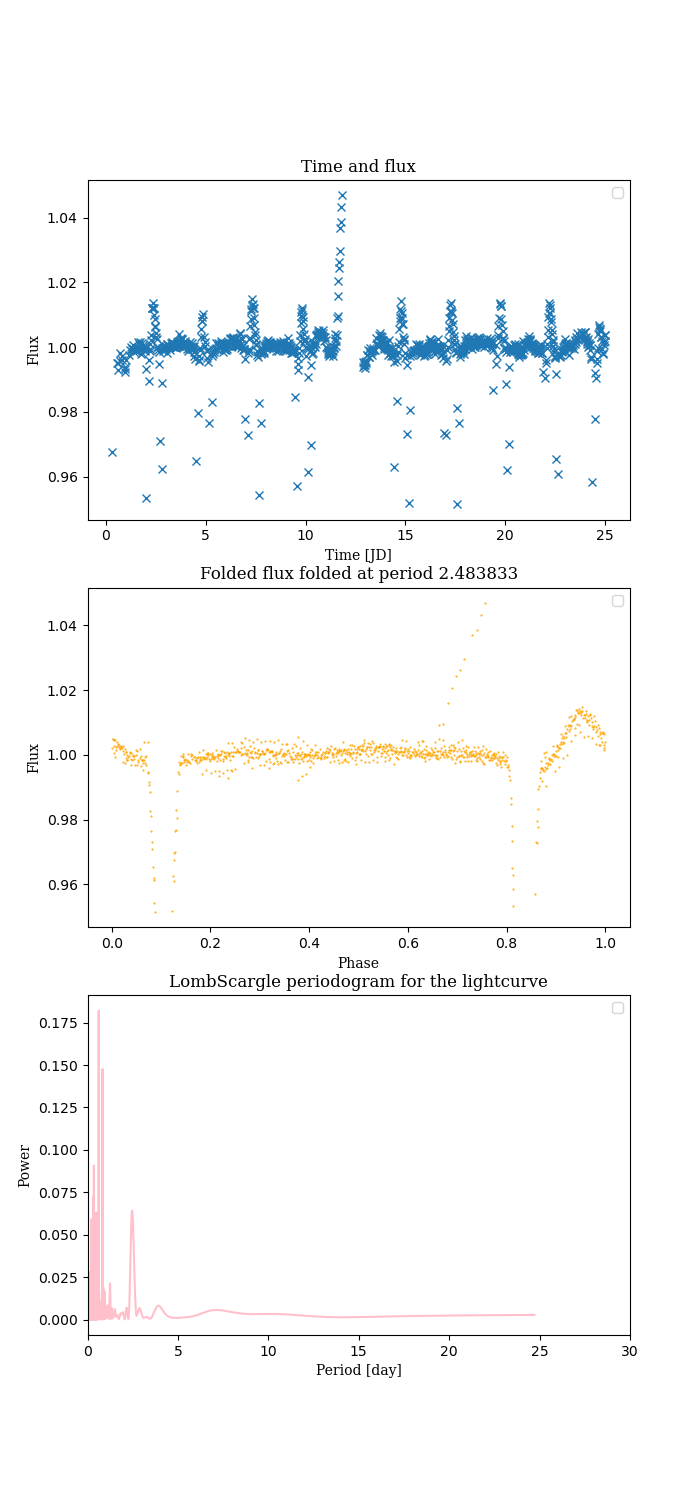 Time and flux
1.04
1.02
1.00
0.98
0.96
Flux
0 5 10 15 20 25
Time [JD]
Folded flux folded at period 2.483833
1.04
1.02
1.00
0.98
0.96
Flux
0.0 0.2 0.4 0.6 0.8 1.0
Phase
LombScargle periodogram for the lightcurve
0.175
0.150
0.125
0.100
0.075
0.050
0.025
0.000
Power
0 5 10 15 20 25 30
Period [day]